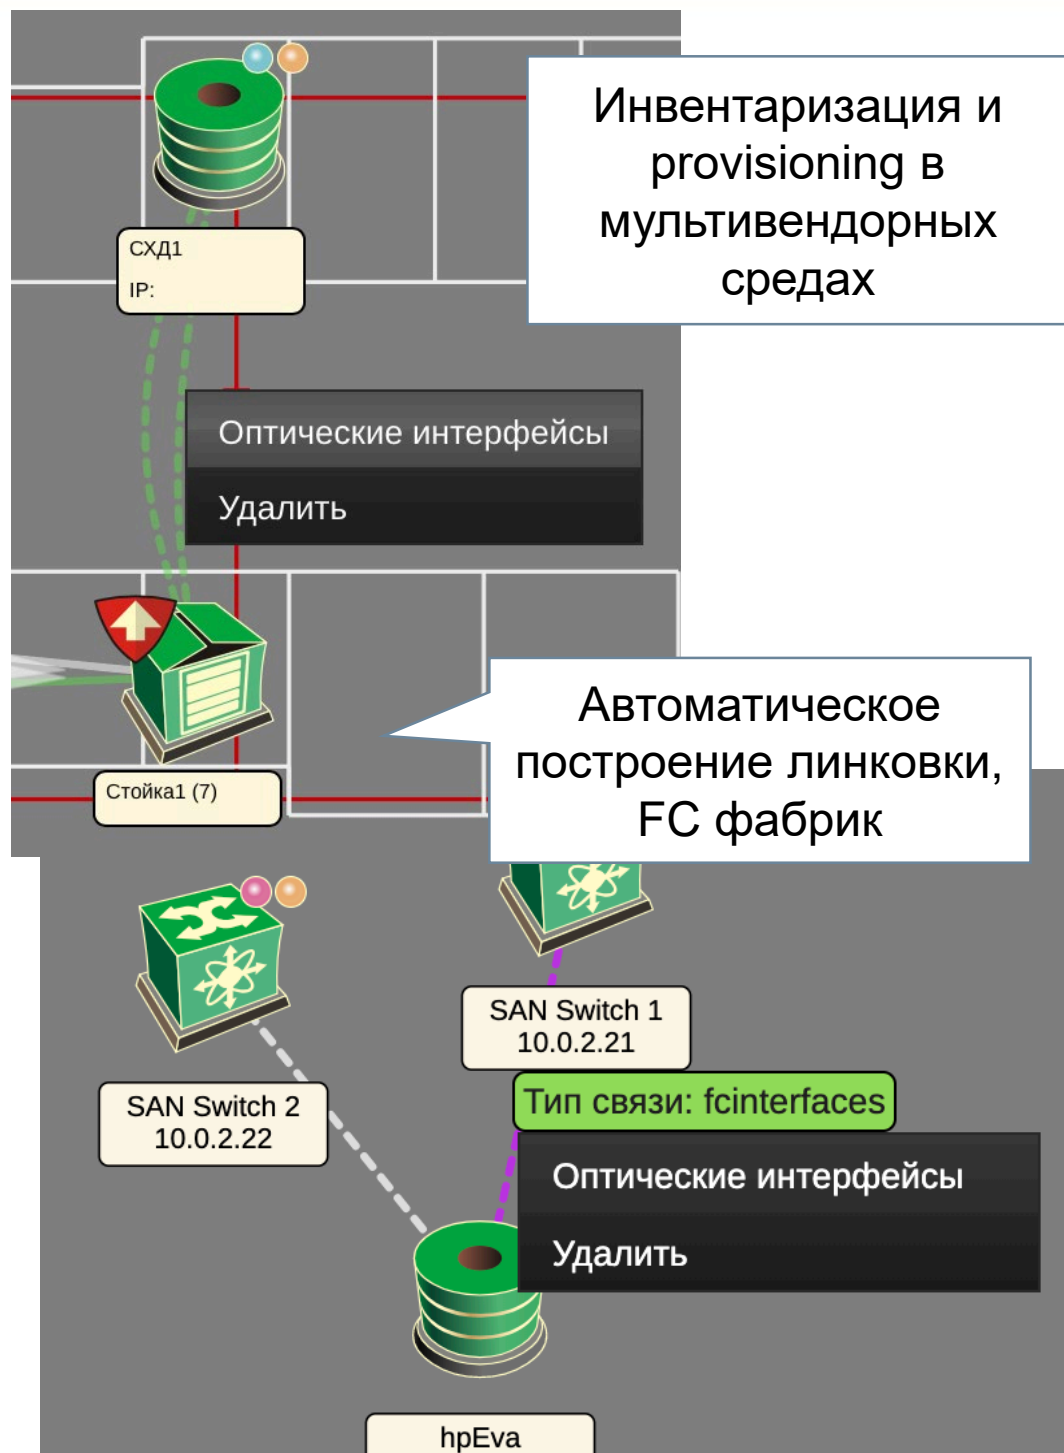 Инвентаризация и
provisioning в
мультивендорных
средах
СХД1
IP:
Оптические интерфейсы
Удалить
Автоматическое
построение линковки,
FC фабрик
Стойка1 (7)
SAN Switch 1
10.0.2.21
SAN Switch 2
10.0.2.22
Тип связи: fcinterfaces
Оптические интерфейсы
Удалить
hpEva